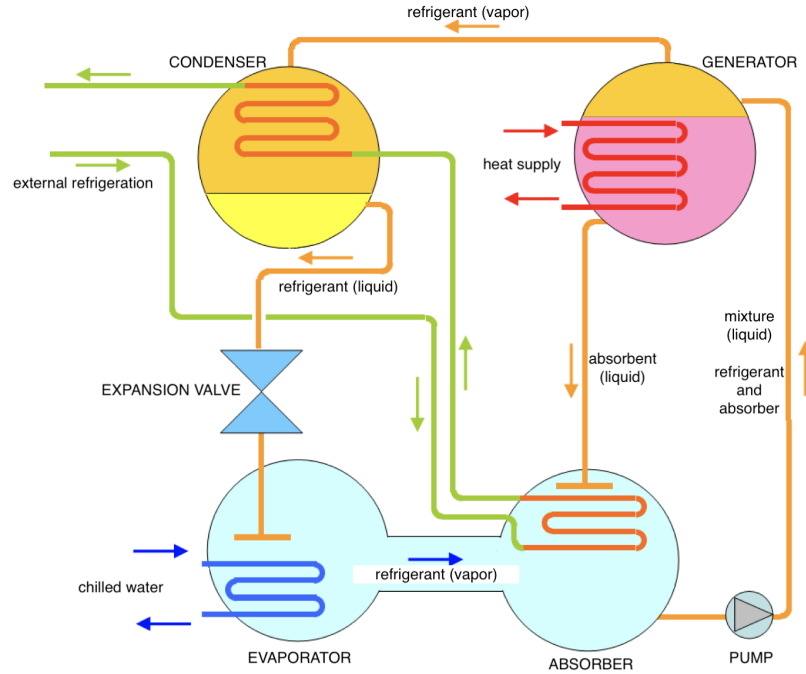 refrigerant (vapor)
CONDENSER
GENERATOR
heat supply
external refrigeration
refrigerant (liquid)
mixture
(liquid)
refrigerant
and
absorber
absorbent
(liquid)
EXPANSION VALVE
refrigerant (vapor)
chilled water
EVAPORATOR
ABSORBER
PUMP